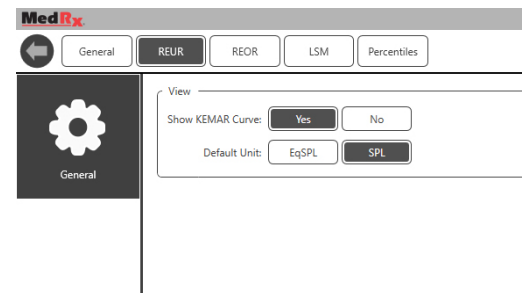 MedRx
General REUR REOR LSM Percentiles
View
Show KEMAR Curve: Yes No
Default Unit: EqSPL SPL
General